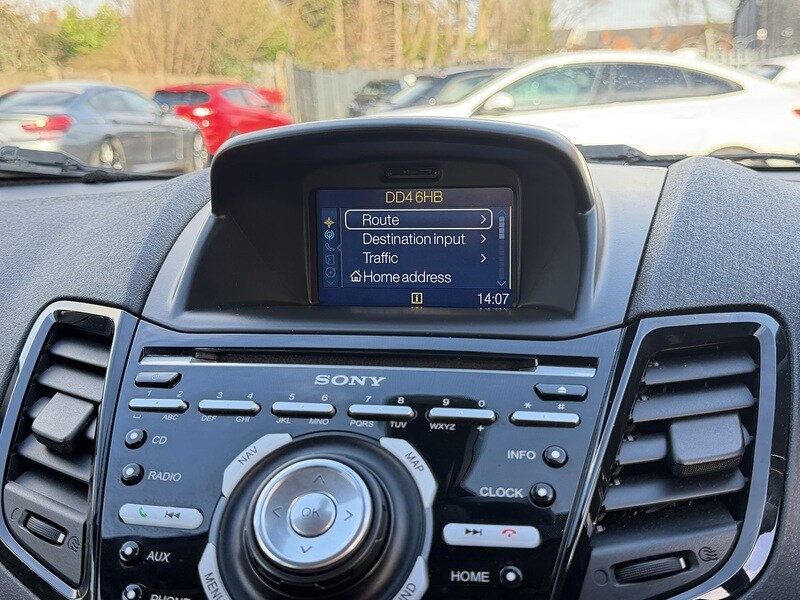 DD4 6HB
Route
Destination input
Traffic
Home address
i 14:07
SONY
1 2 3 4 5 6 7 8 9 0 * #
ABC DEF GHI JKL MNO PQRS TUV WXYZ +
CD
RADIO
AUX
PHONE
NAV
MAP
OK
MENU
INFO
CLOCK
HOME